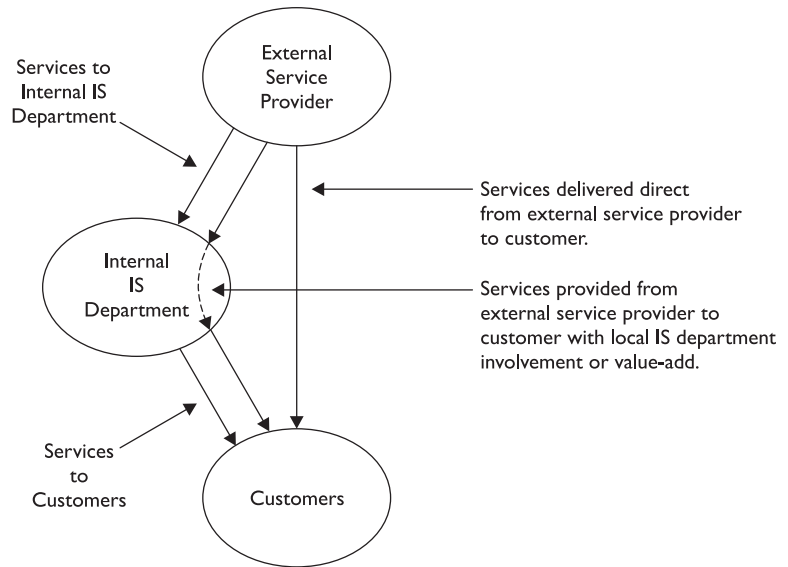 External
Service
Provider
Services to
Internal IS
Department
Services delivered direct
from external service provider
to customer.
Internal
IS
Department
Services provided from
external service provider to
customer with local IS department
involvement or value-add.
Services
to
Customers
Customers